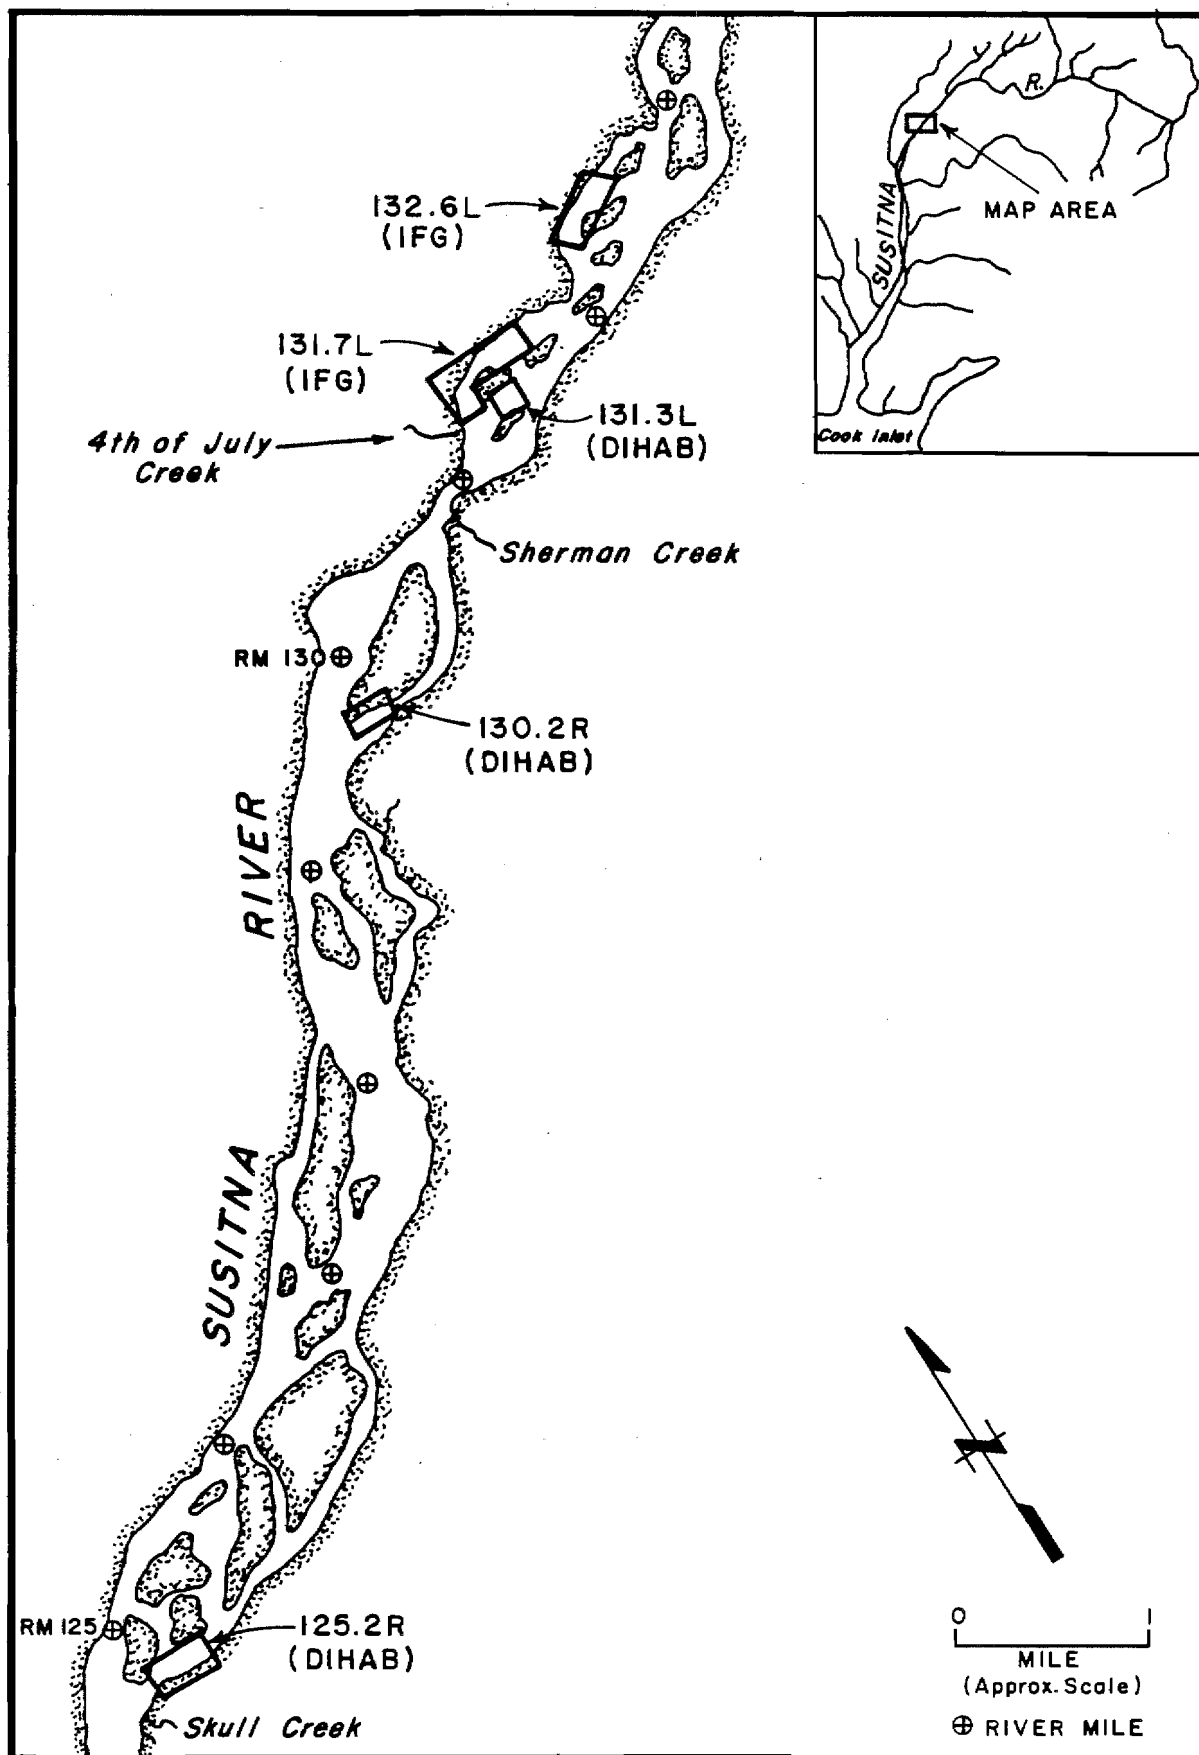 R.
MAP AREA
SUSITNA
Cook Inlet
132.6L
(IFG)
131.7L
(IFG)
131.3L
(DIHAB)
4th of July
Creek
Sherman Creek
RM 130
130.2R
(DIHAB)
RIVER
SUSITNA
RM 125
125.2R
(DIHAB)
Skull Creek
N
0 1
MILE
(Approx. Scale)
⊕ RIVER MILE